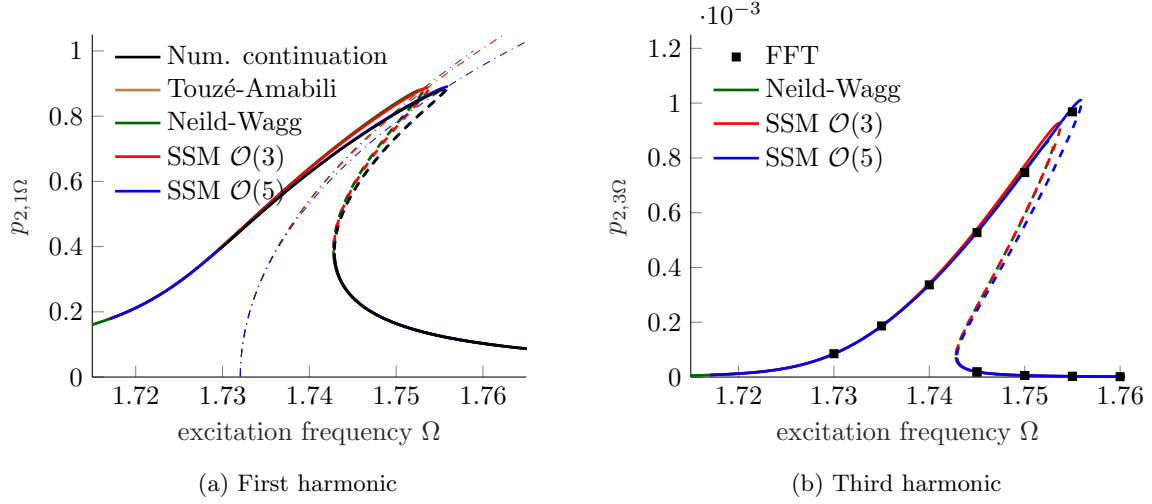 1
0.8
0.6
0.4
0.2
0
p2,1Ω
Num. continuation
Touzé-Amabili
Neild-Wagg
SSM O(3)
SSM O(5)
1.72 1.73 1.74 1.75 1.76
excitation frequency Ω
(a) First harmonic
·10−3
1.2
1
0.8
0.6
0.4
0.2
0
p2,3Ω
FFT
Neild-Wagg
SSM O(3)
SSM O(5)
1.72 1.73 1.74 1.75 1.76
excitation frequency Ω
(b) Third harmonic